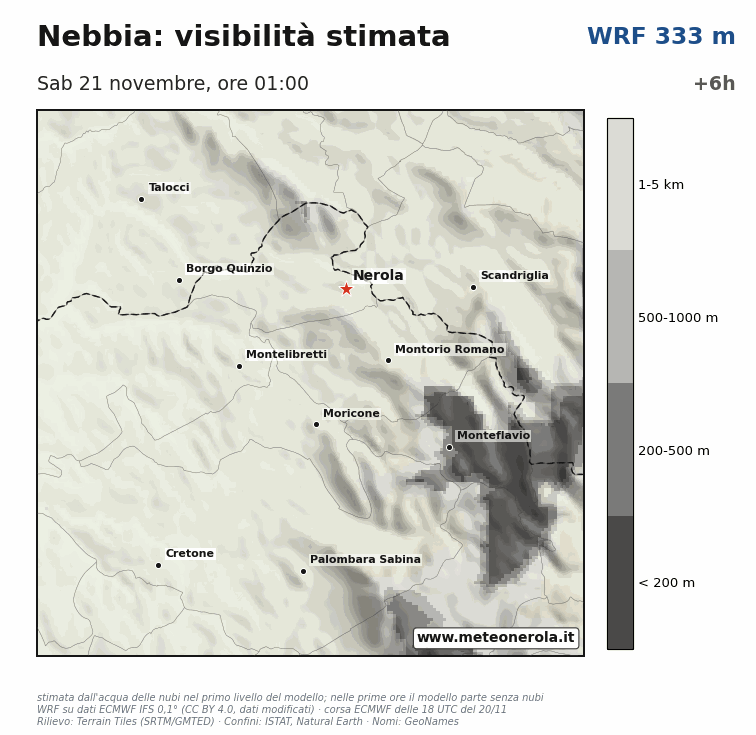 Nebbia: visibilità stimata
WRF 333 m
Sab 21 novembre, ore 01:00
+6h
Talocci
Borgo Quinzio
Nerola
Scandriglia
Montelibretti
Montorio Romano
Moricone
Monteflavio
Cretone
Palombara Sabina
www.meteonerola.it
1-5 km
500-1000 m
200-500 m
< 200 m
stimata dall'acqua delle nubi nel primo livello del modello; nelle prime ore il modello parte senza nubi
WRF su dati ECMWF IFS 0,1° (CC BY 4.0, dati modificati) · corsa ECMWF delle 18 UTC del 20/11
Rilievo: Terrain Tiles (SRTM/GMTED) · Confini: ISTAT, Natural Earth · Nomi: GeoNames